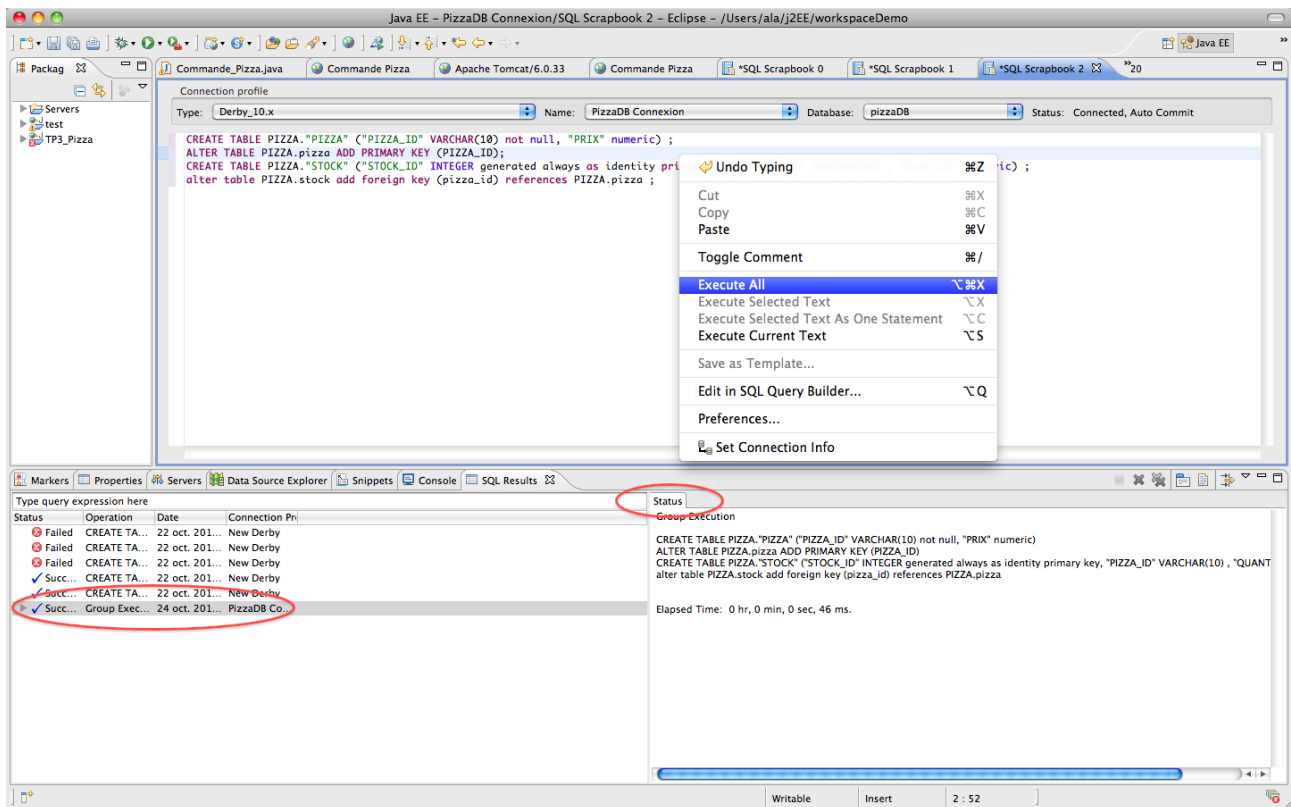 Java EE – PizzaDB Connexion/SQL Scrapbook 2 – Eclipse – /Users/ala/j2EE/workspaceDemo
Java EE
Packag
Commande_Pizza.java
Commande Pizza
Apache Tomcat/6.0.33
Commande Pizza
*SQL Scrapbook 0
*SQL Scrapbook 1
*SQL Scrapbook 2
»20
Servers
test
TP3_Pizza
Connection profile
Type: Derby_10.x Name: PizzaDB Connexion Database: pizzaDB Status: Connected, Auto Commit
CREATE TABLE PIZZA."PIZZA" ("PIZZA_ID" VARCHAR(10) not null, "PRIX" numeric) ;
ALTER TABLE PIZZA.pizza ADD PRIMARY KEY (PIZZA_ID);
CREATE TABLE PIZZA."STOCK" ("STOCK_ID" INTEGER generated always as identity pri ric) ;
alter table PIZZA.stock add foreign key (pizza_id) references PIZZA.pizza ;
Undo Typing ⌘Z
Cut ⌘X
Copy ⌘C
Paste ⌘V
Toggle Comment ⌘/
Execute All ⌥⌘X
Execute Selected Text ⌥X
Execute Selected Text As One Statement ⌥C
Execute Current Text ⌥S
Save as Template...
Edit in SQL Query Builder... ⌥Q
Preferences...
Set Connection Info
Markers
Properties
Servers
Data Source Explorer
Snippets
Console
SQL Results
Type query expression here
Status Operation Date Connection Pr
Failed CREATE TA... 22 oct. 201... New Derby
Failed CREATE TA... 22 oct. 201... New Derby
Failed CREATE TA... 22 oct. 201... New Derby
Succ... CREATE TA... 22 oct. 201... New Derby
Succ... CREATE TA... 22 oct. 201... New Derby
Succ... Group Exec... 24 oct. 201... PizzaDB Co...
Status
Group Execution
CREATE TABLE PIZZA."PIZZA" ("PIZZA_ID" VARCHAR(10) not null, "PRIX" numeric)
ALTER TABLE PIZZA.pizza ADD PRIMARY KEY (PIZZA_ID)
CREATE TABLE PIZZA."STOCK" ("STOCK_ID" INTEGER generated always as identity primary key, "PIZZA_ID" VARCHAR(10) , "QUANT
alter table PIZZA.stock add foreign key (pizza_id) references PIZZA.pizza
Elapsed Time: 0 hr, 0 min, 0 sec, 46 ms.
Writable Insert 2 : 52